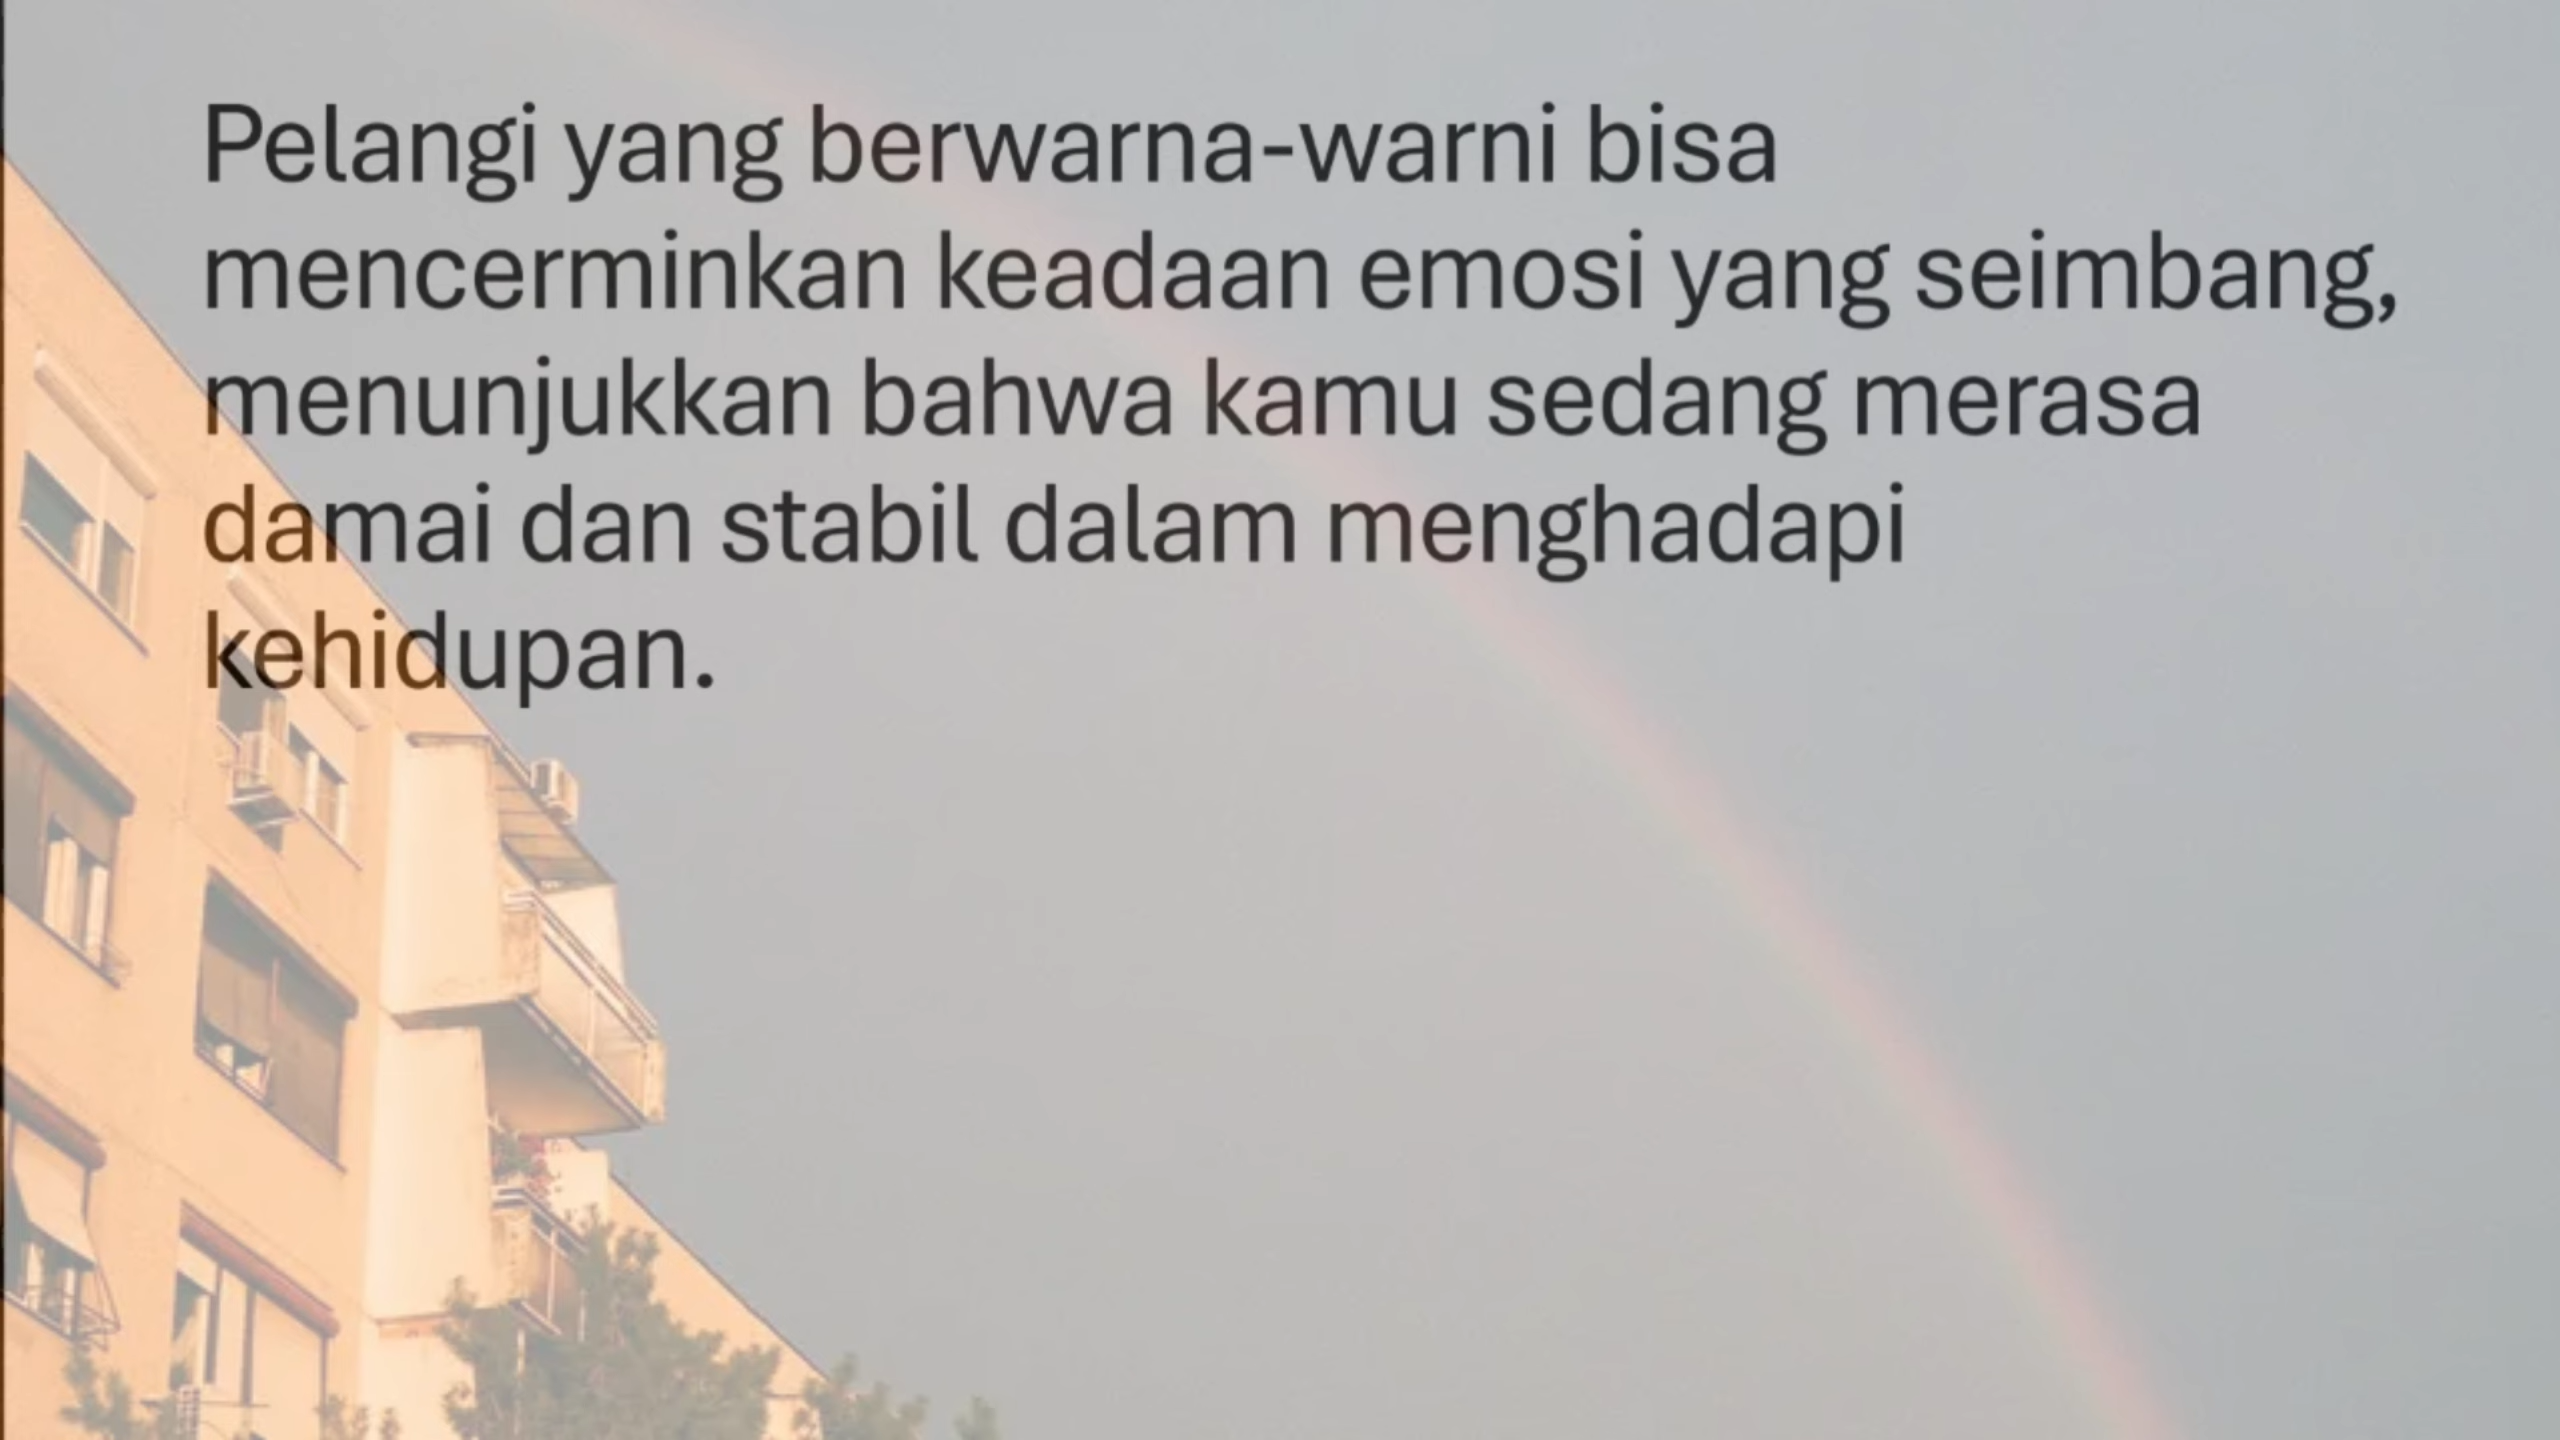 Pelangi yang berwarna-warni bisa
mencerminkan keadaan emosi yang seimbang,
menunjukkan bahwa kamu sedang merasa
damai dan stabil dalam menghadapi
kehidupan.